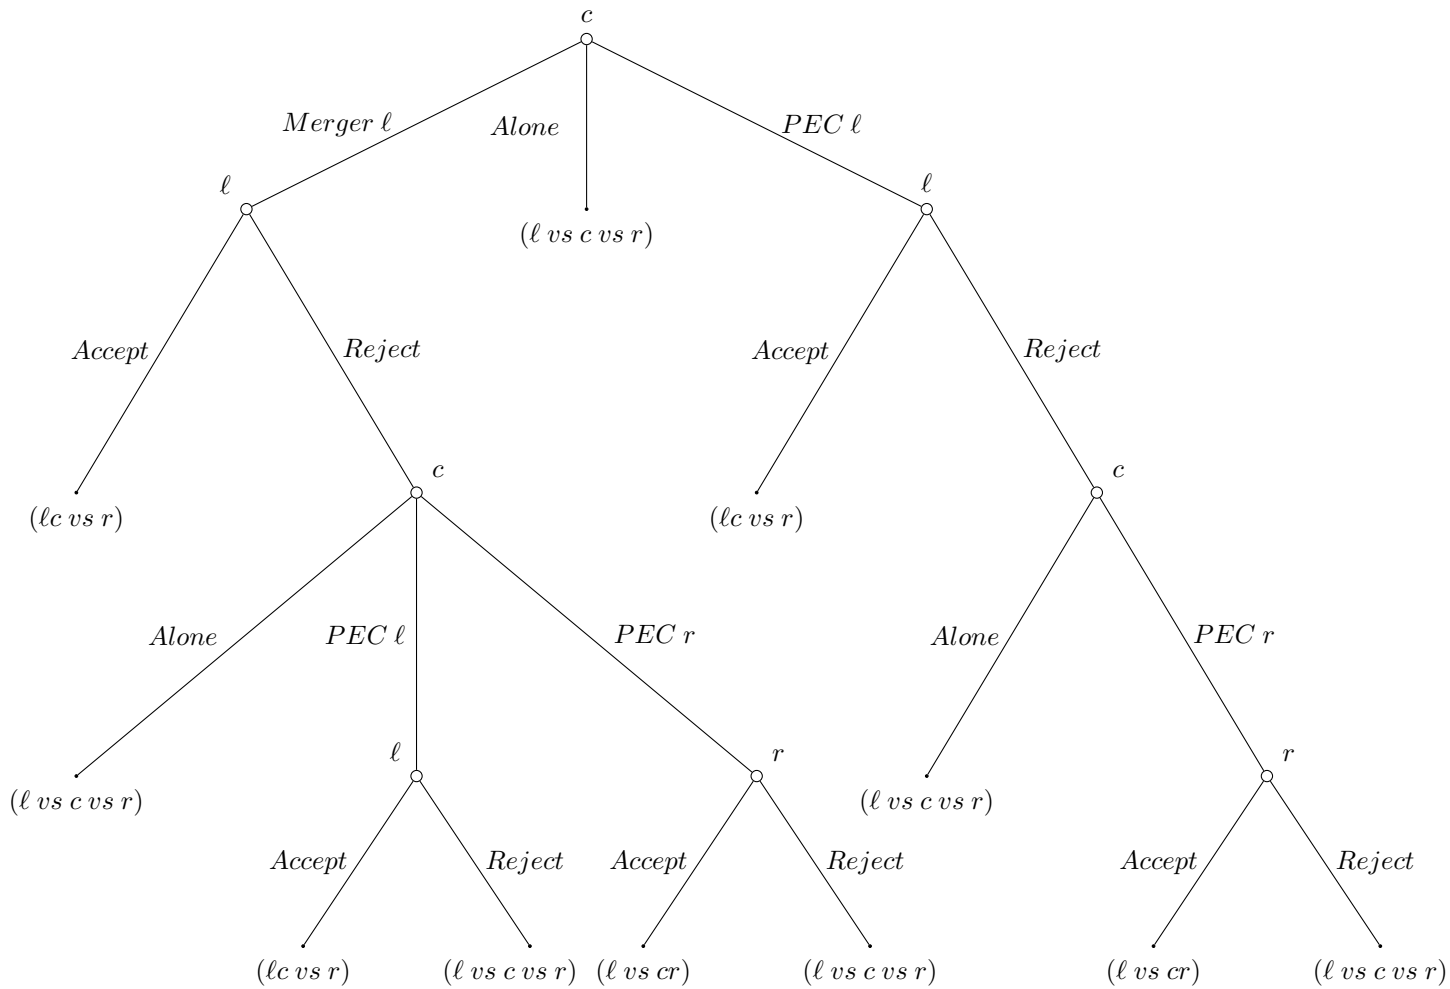 c
Merger ℓ
Alone
PEC ℓ
ℓ
ℓ
(ℓ vs c vs r)
Accept
Reject
Accept
Reject
c
c
(ℓc vs r)
(ℓc vs r)
Alone
PEC ℓ
PEC r
Alone
PEC r
ℓ
r
r
(ℓ vs c vs r)
(ℓ vs c vs r)
Accept
Reject
Accept
Reject
Accept
Reject
(ℓc vs r)
(ℓ vs c vs r)
(ℓ vs cr)
(ℓ vs c vs r)
(ℓ vs cr)
(ℓ vs c vs r)